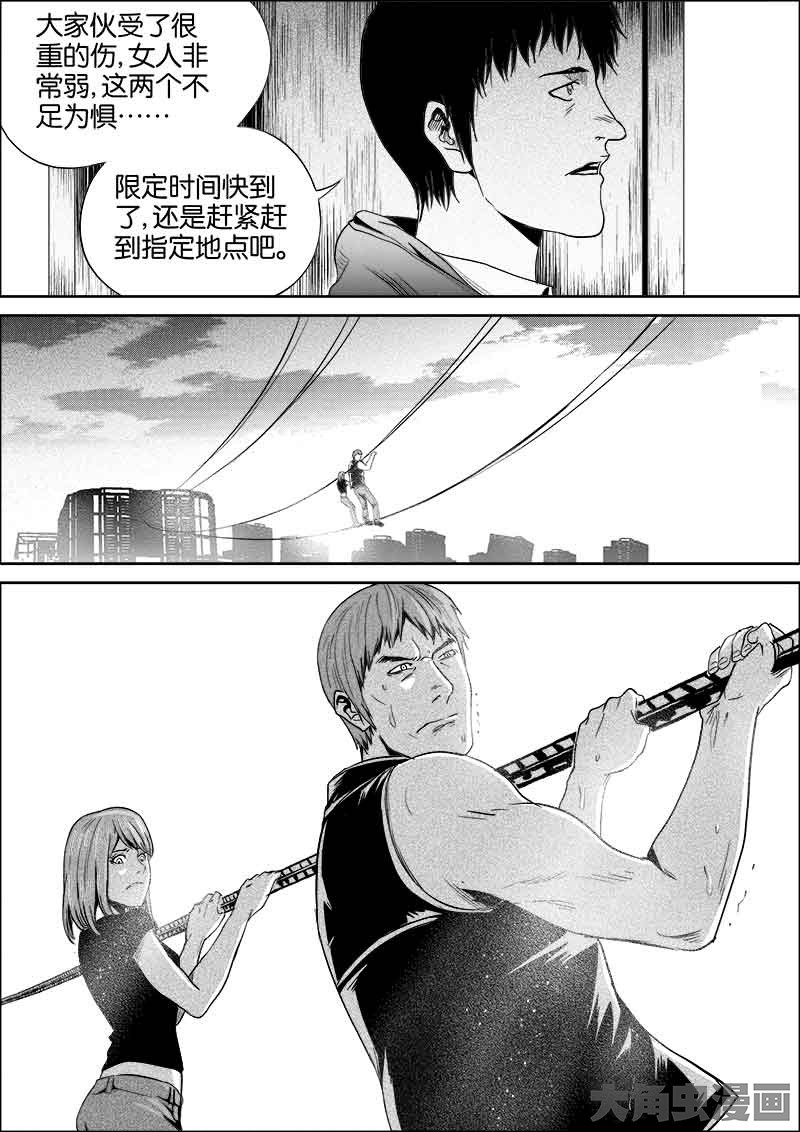 大家伙受了很
重的伤,女人非
常弱,这两个不
足为惧……
限定时间快到
了,还是赶紧赶
到指定地点吧。
大角虫漫画